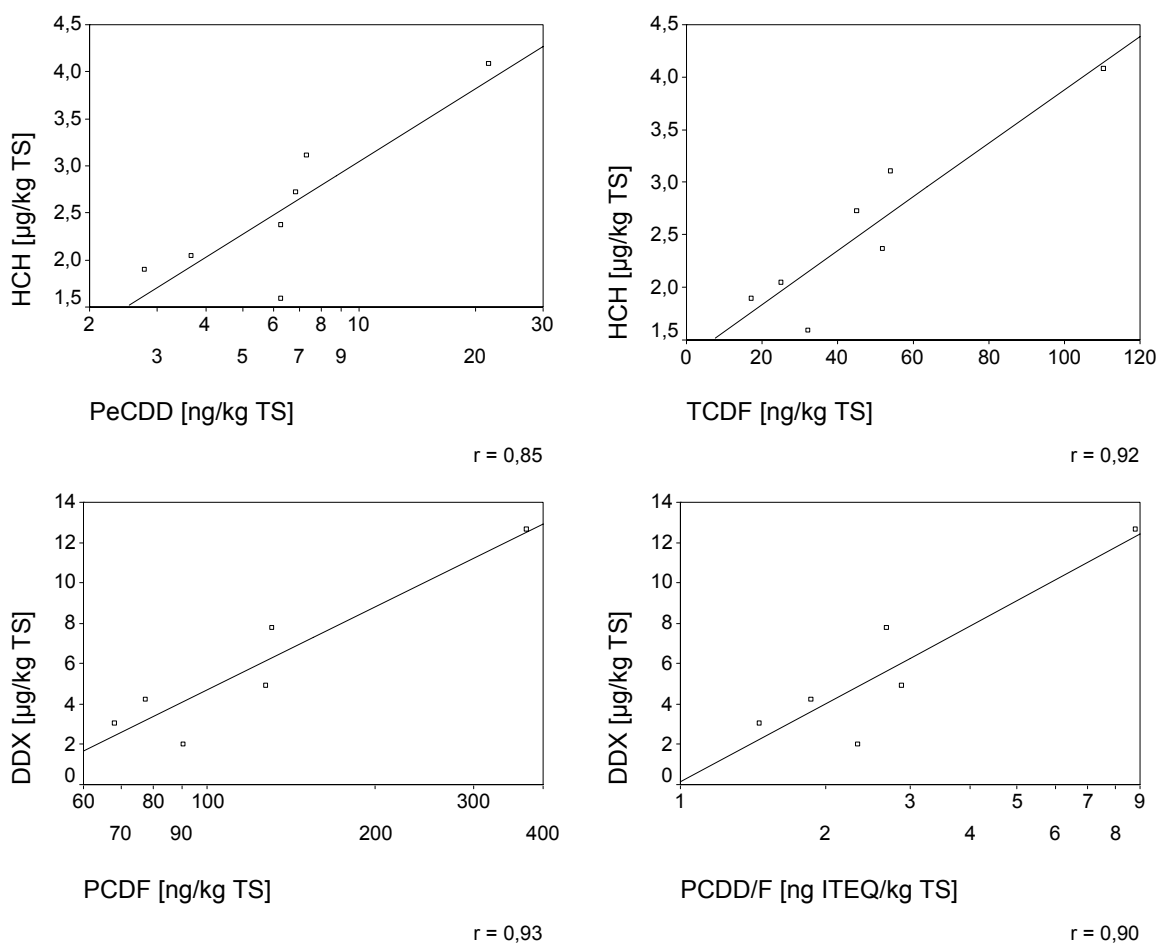 4,5
4,0
3,5
3,0
2,5
2,0
1,5
HCH [µg/kg TS]
2 4 6 8 10 30
3 5 7 9 20
PeCDD [ng/kg TS]
r = 0,85
4,5
4,0
3,5
3,0
2,5
2,0
1,5
HCH [µg/kg TS]
0 20 40 60 80 100 120
TCDF [ng/kg TS]
r = 0,92
14
12
10
8
6
4
2
0
DDX [µg/kg TS]
60 80 100 300
70 90 200 400
PCDF [ng/kg TS]
r = 0,93
14
12
10
8
6
4
2
0
DDX [µg/kg TS]
1 3 5 7 9
2 4 6 8
PCDD/F [ng ITEQ/kg TS]
r = 0,90